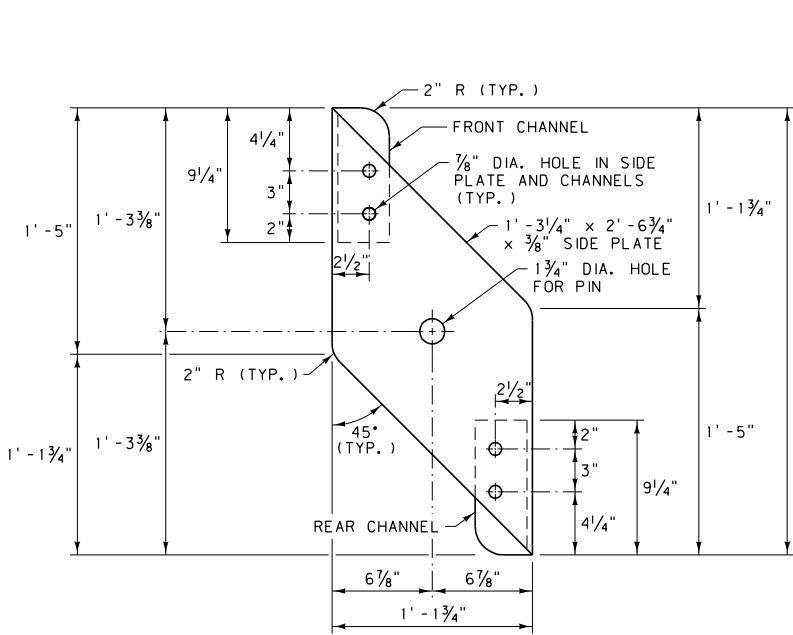 2" R (TYP.)
FRONT CHANNEL
4¼"
⅞" DIA. HOLE IN SIDE
PLATE AND CHANNELS
(TYP.)
9¼"
3"
1'-5"
1'-3⅜"
2"
1'-3¼" x 2'-6¾"
x ⅜" SIDE PLATE
1'-1¾"
2½"
1¾" DIA. HOLE
FOR PIN
2" R (TYP.)
2½"
45°
(TYP.)
1'-1¾"
1'-3⅜"
2"
3"
1'-5"
9¼"
4¼"
REAR CHANNEL
6⅞"
6⅞"
1'-1¾"